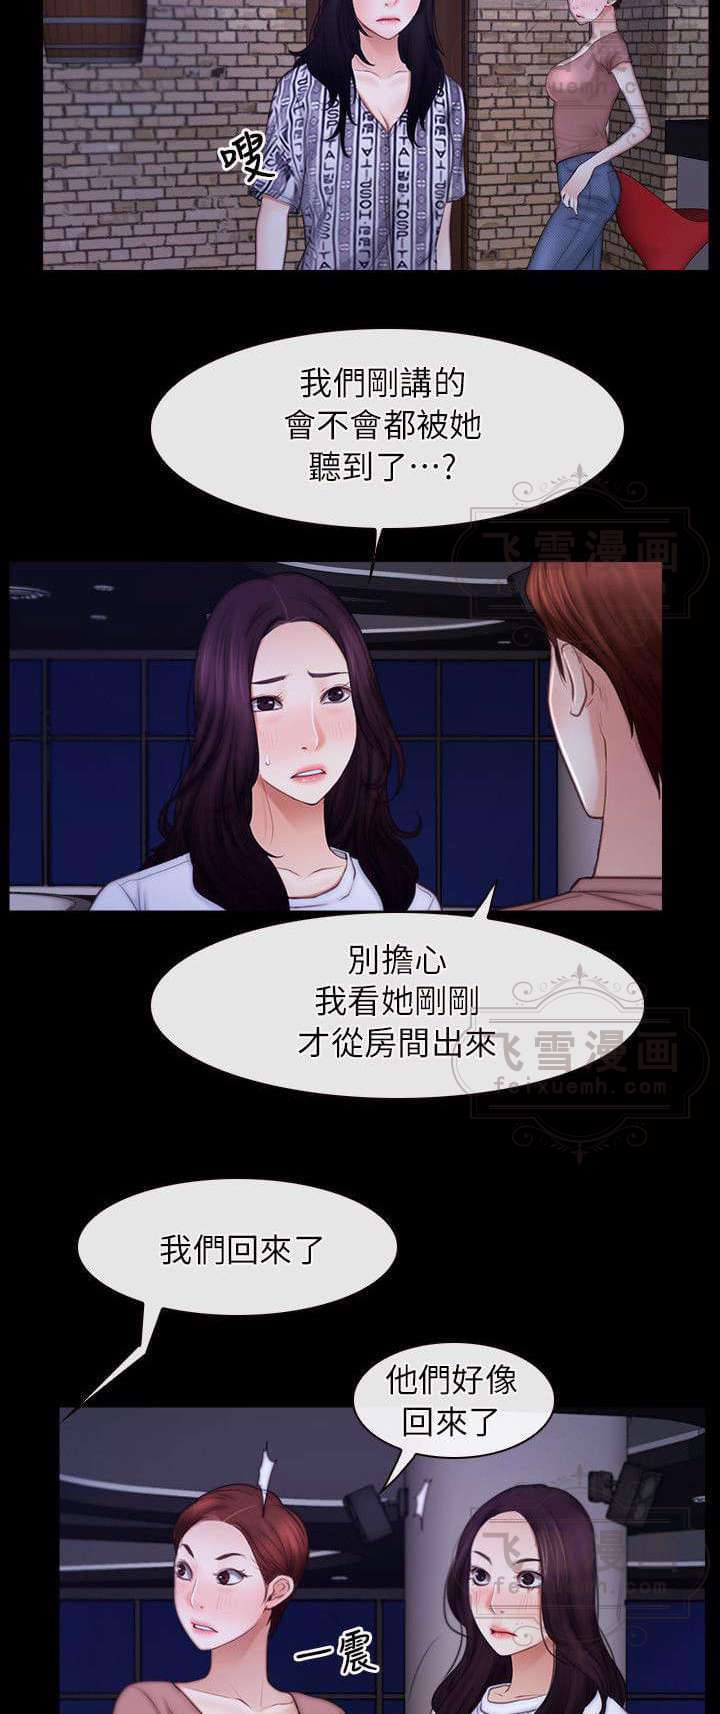 嗖
我們剛講的
會不會都被她
聽到了…?
飞雪漫画
別擔心
我看她剛剛
才從房間出來
飞雪漫画
feixuemh.com
我們回來了
他們好像
回來了
一震